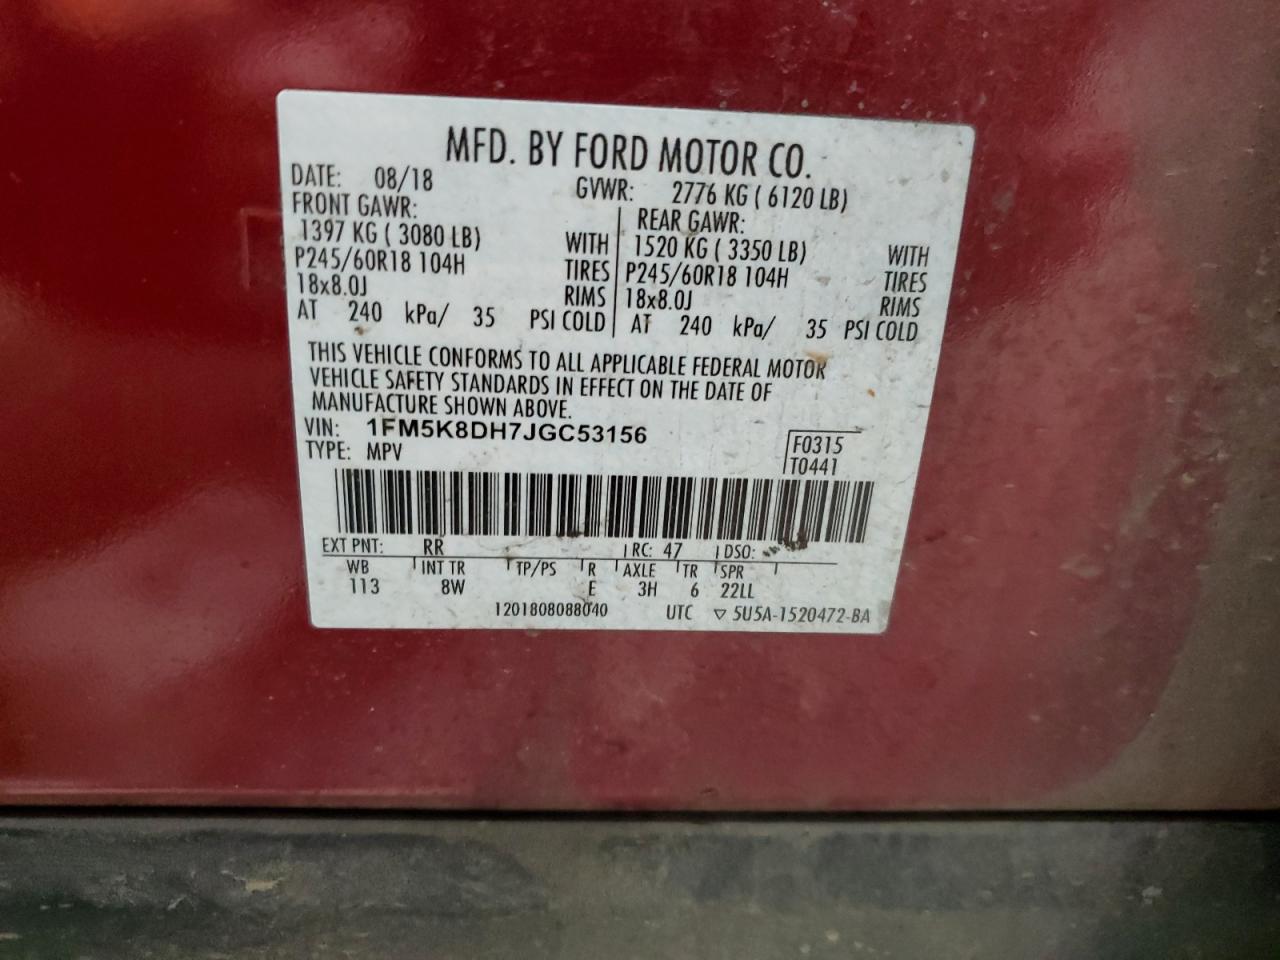 MFD. BY FORD MOTOR CO.
DATE: 08/18 GVWR: 2776 KG ( 6120 LB)
FRONT GAWR: REAR GAWR:
1397 KG ( 3080 LB) WITH 1520 KG ( 3350 LB) WITH
P245/60R18 104H TIRES P245/60R18 104H TIRES
18x8.0J RIMS 18x8.0J RIMS
AT 240 kPa/ 35 PSI COLD AT 240 kPa/ 35 PSI COLD
THIS VEHICLE CONFORMS TO ALL APPLICABLE FEDERAL MOTOR
VEHICLE SAFETY STANDARDS IN EFFECT ON THE DATE OF
MANUFACTURE SHOWN ABOVE.
VIN: 1FM5K8DH7JGC53156 F0315
TYPE: MPV T0441
EXT PNT: RR RC: 47 DSO:
WB INT TR TP/PS R AXLE TR SPR
113 8W E 3H 6 22LL
1201808088040 UTC ▽ 5U5A-1520472-BA